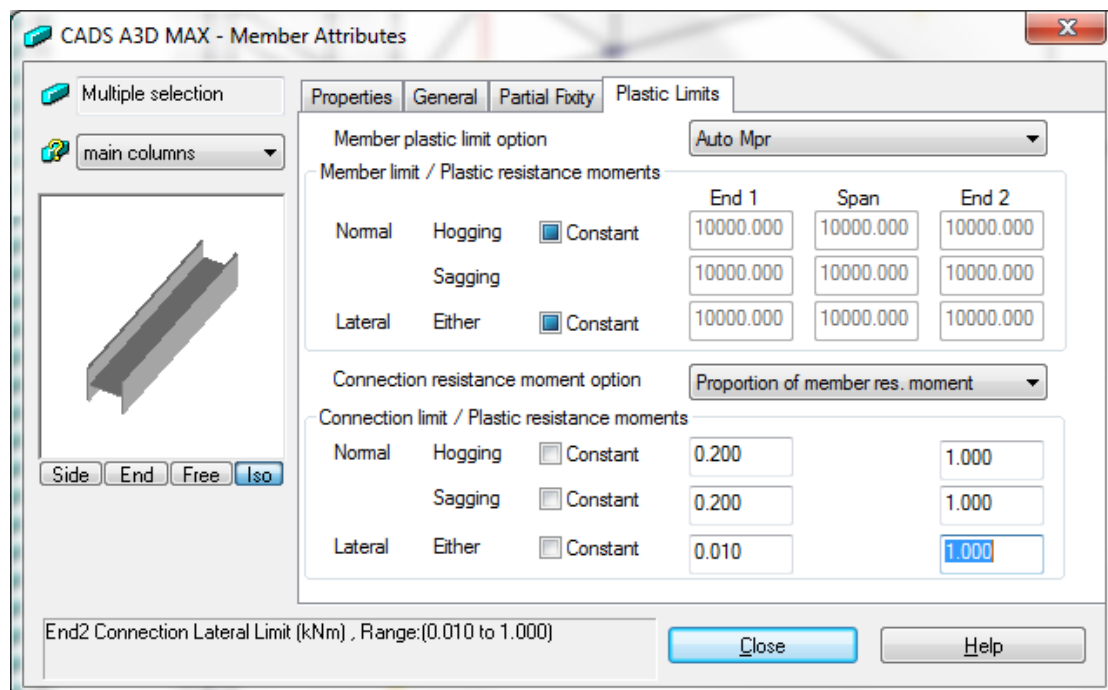 CADS A3D MAX - Member Attributes
x
Multiple selection
Properties General Partial Fixity Plastic Limits
main columns
Member plastic limit option Auto Mpr
Member limit / Plastic resistance moments
End 1 Span End 2
Normal Hogging Constant 10000.000 10000.000 10000.000
Sagging 10000.000 10000.000 10000.000
Lateral Either Constant 10000.000 10000.000 10000.000
Connection resistance moment option Proportion of member res. moment
Connection limit / Plastic resistance moments
Normal Hogging Constant 0.200 1.000
Side End Free Iso
Sagging Constant 0.200 1.000
Lateral Either Constant 0.010 1.000
End2 Connection Lateral Limit (kNm) , Range:(0.010 to 1.000)
Close Help